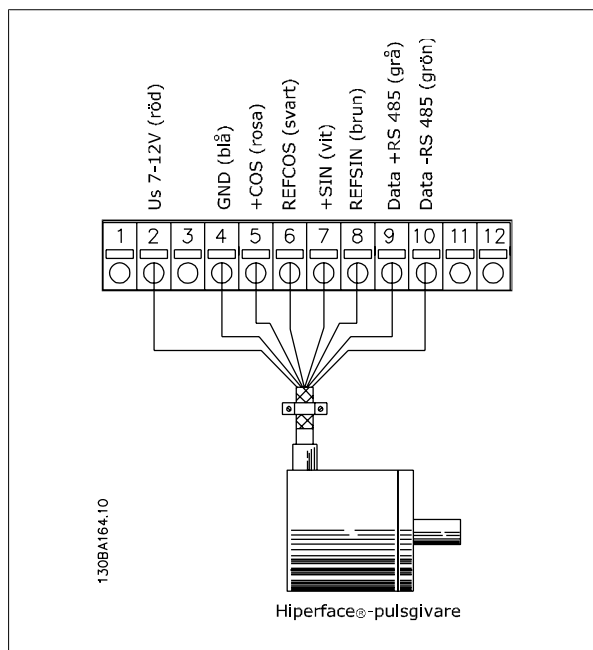 Us 7-12V (röd)
GND (blå)
+COS (rosa)
REFCOS (svart)
+SIN (vit)
REFSIN (brun)
Data +RS 485 (grå)
Data -RS 485 (grön)
1 2 3 4 5 6 7 8 9 10 11 12
130BA164.10
Hiperface®-pulsgivare